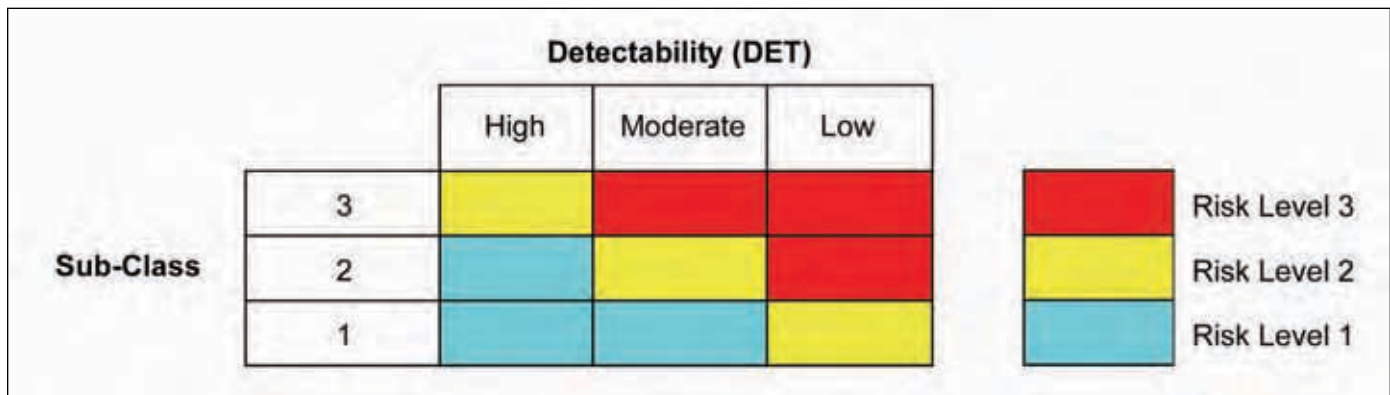 Detectability (DET)
High Moderate Low
3
Sub-Class 2
1
Risk Level 3
Risk Level 2
Risk Level 1